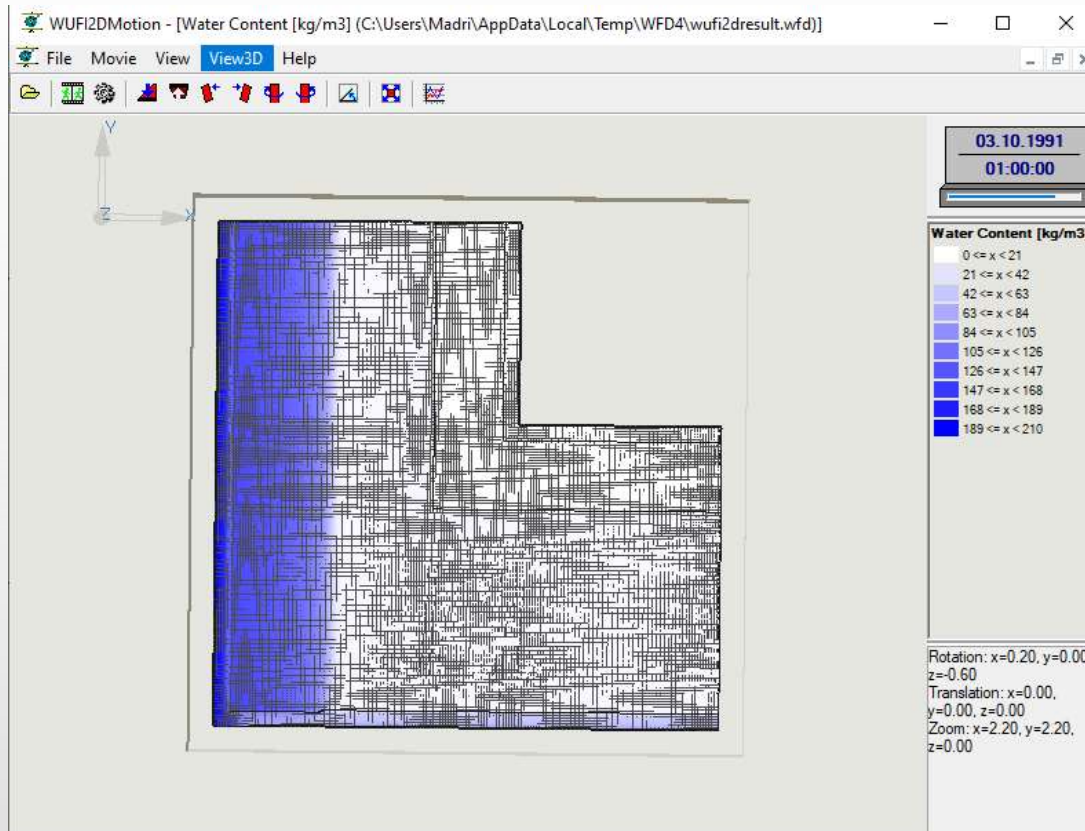 WUFI2DMotion - [Water Content [kg/m3] (C:\Users\Madri\AppData\Local\Temp\WFD4\wufi2dresult.wfd)]
File Movie View View3D Help
Y
Z X
03.10.1991
01:00:00
Water Content [kg/m3
0 <= x < 21
21 <= x < 42
42 <= x < 63
63 <= x < 84
84 <= x < 105
105 <= x < 126
126 <= x < 147
147 <= x < 168
168 <= x < 189
189 <= x < 210
Rotation: x=0.20, y=0.00
z=-0.60
Translation: x=0.00,
y=0.00, z=0.00
Zoom: x=2.20, y=2.20,
z=0.00